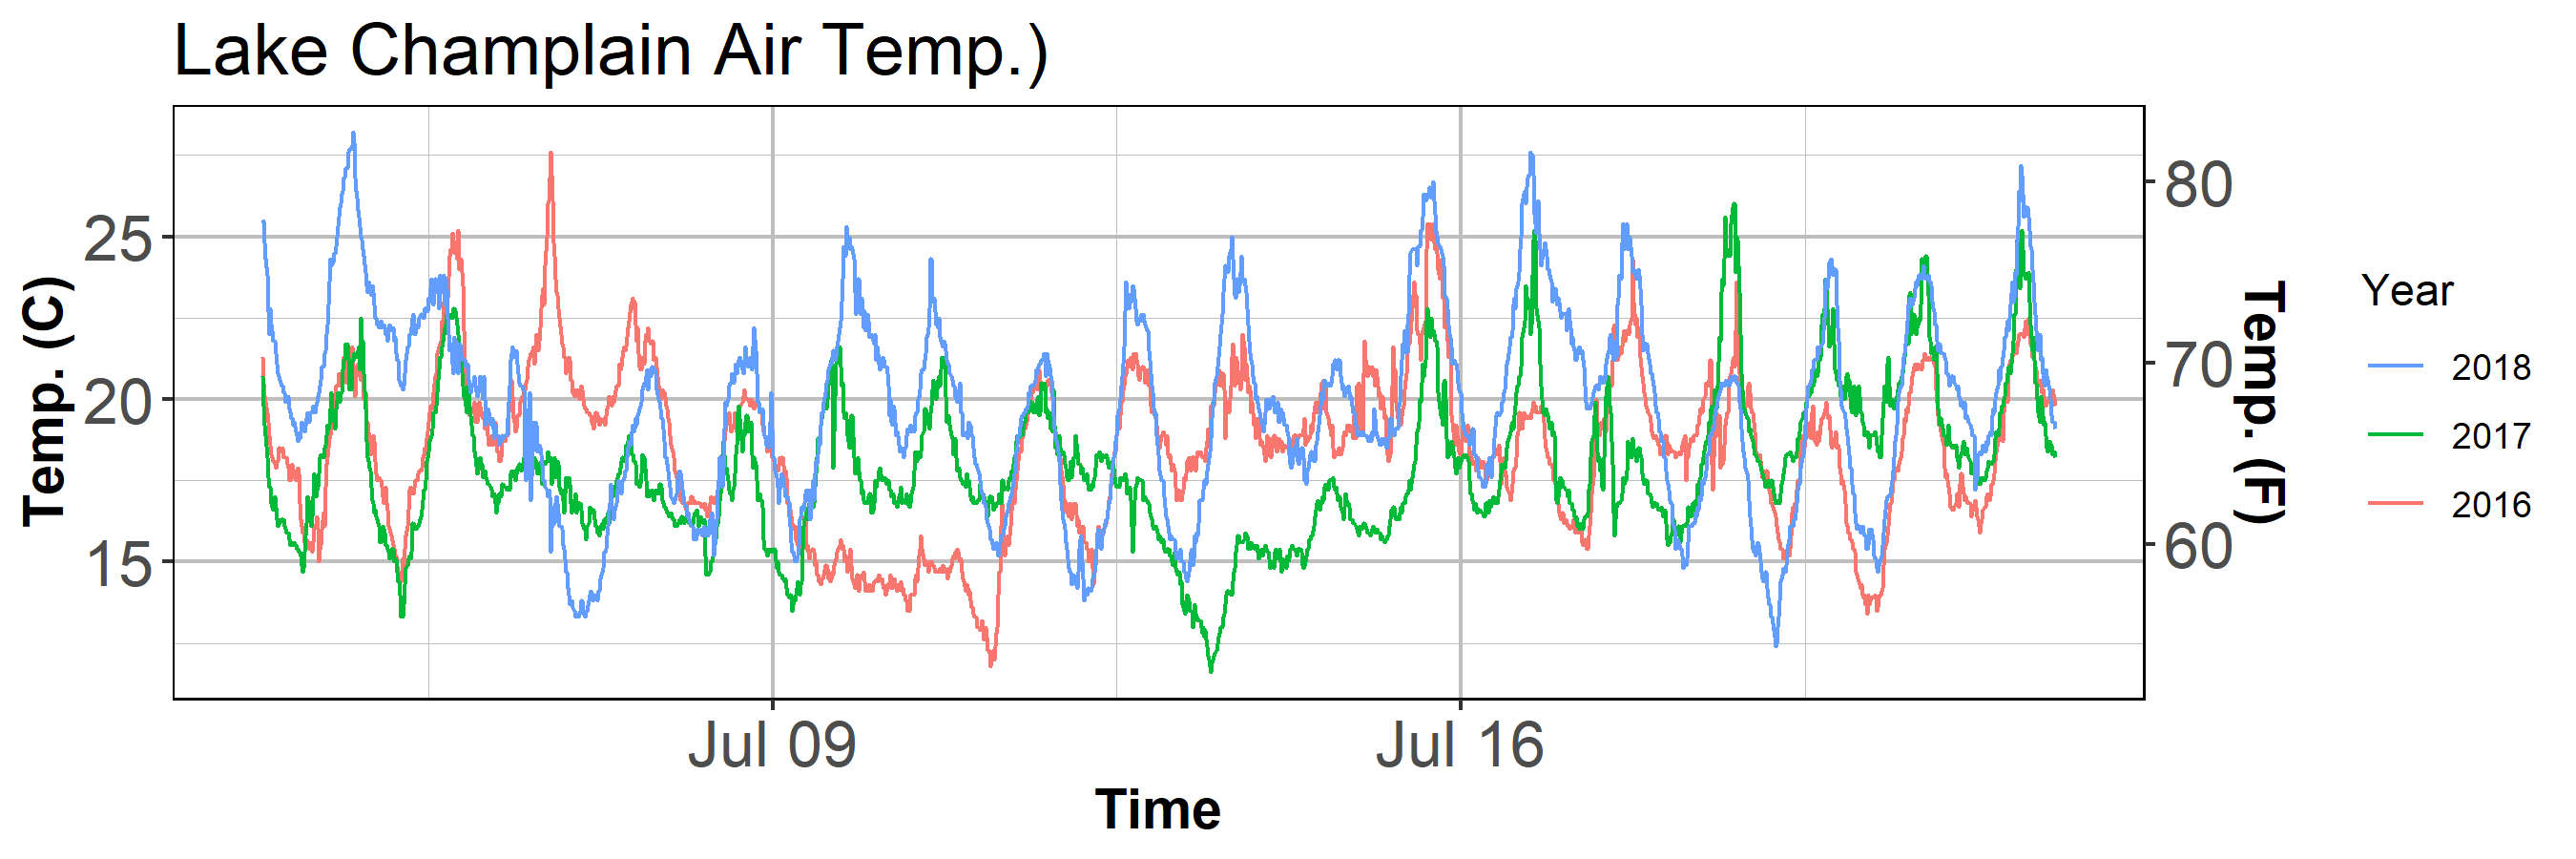 Lake Champlain Air Temp.)
Temp. (C)
25
20
15
80
70
60
Temp. (F)
Jul 09
Jul 16
Time
Year
2018
2017
2016